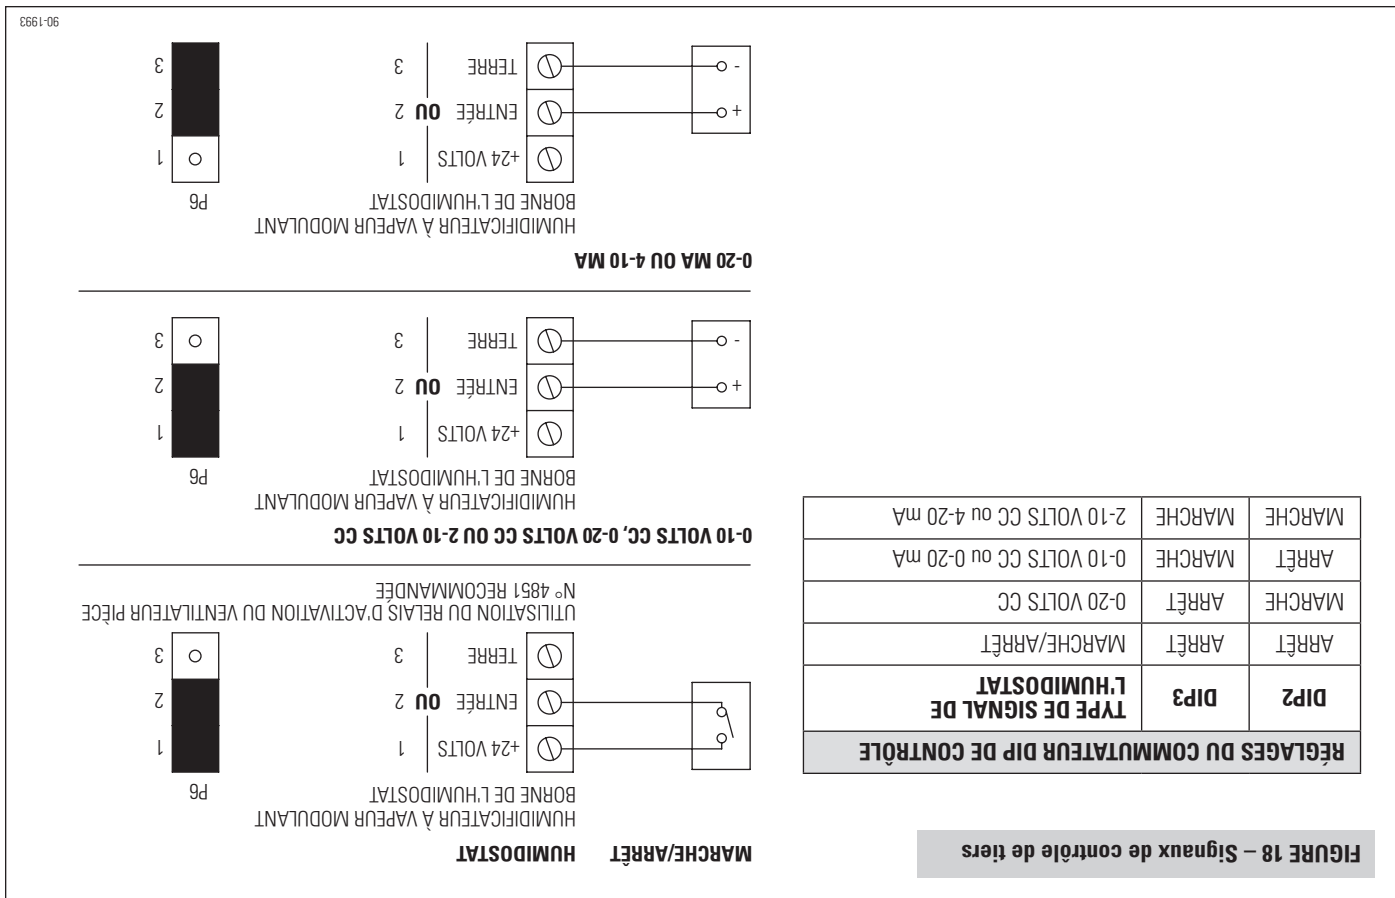 FIGURE 18 – Signaux de contrôle de tiers
RÉGLAGES DU COMMUTATEUR DIP DE CONTRÔLE
DIP2 DIP3 TYPE DE SIGNAL DE
L'HUMIDOSTAT
ARRÊT ARRÊT MARCHE/ARRÊT
MARCHE ARRÊT 0-20 VOLTS CC
ARRÊT MARCHE 0-10 VOLTS CC ou 0-20 mA
MARCHE MARCHE 2-10 VOLTS CC ou 4-20 mA
MARCHE/ARRÊT HUMIDOSTAT
HUMIDIFICATEUR À VAPEUR MODULANT
BORNE DE L'HUMIDOSTAT
P6
+24 VOLTS 1 1
ENTRÉE OU 2 2
TERRE 3 3
UTILISATION DU RELAIS D'ACTIVATION DU VENTILATEUR PIÈCE
N° 4851 RECOMMANDÉE
0-10 VOLTS CC, 0-20 VOLTS CC OU 2-10 VOLTS CC
HUMIDIFICATEUR À VAPEUR MODULANT
BORNE DE L'HUMIDOSTAT
P6
+24 VOLTS 1 1
+ ENTRÉE OU 2 2
- TERRE 3 3
0-20 MA OU 4-10 MA
HUMIDIFICATEUR À VAPEUR MODULANT
BORNE DE L'HUMIDOSTAT
P6
+24 VOLTS 1 1
+ ENTRÉE OU 2 2
- TERRE 3 3
90-1993